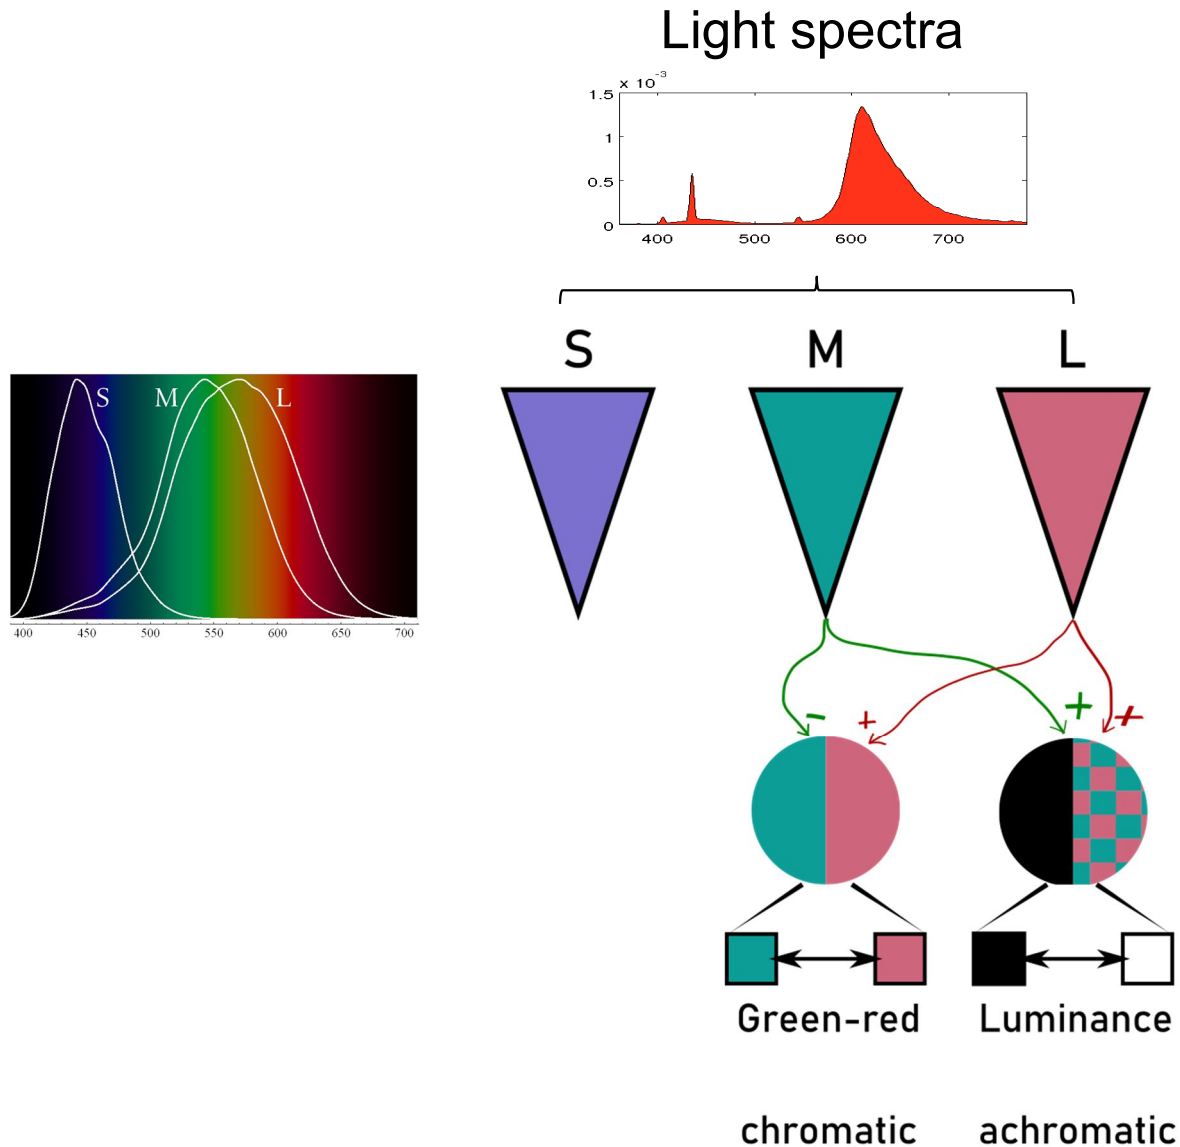 Light spectra
× 10⁻³
1.5
1
0.5
0
400 500 600 700
S M L
S M L
400 450 500 550 600 650 700
− + + +
Green-red Luminance
chromatic achromatic